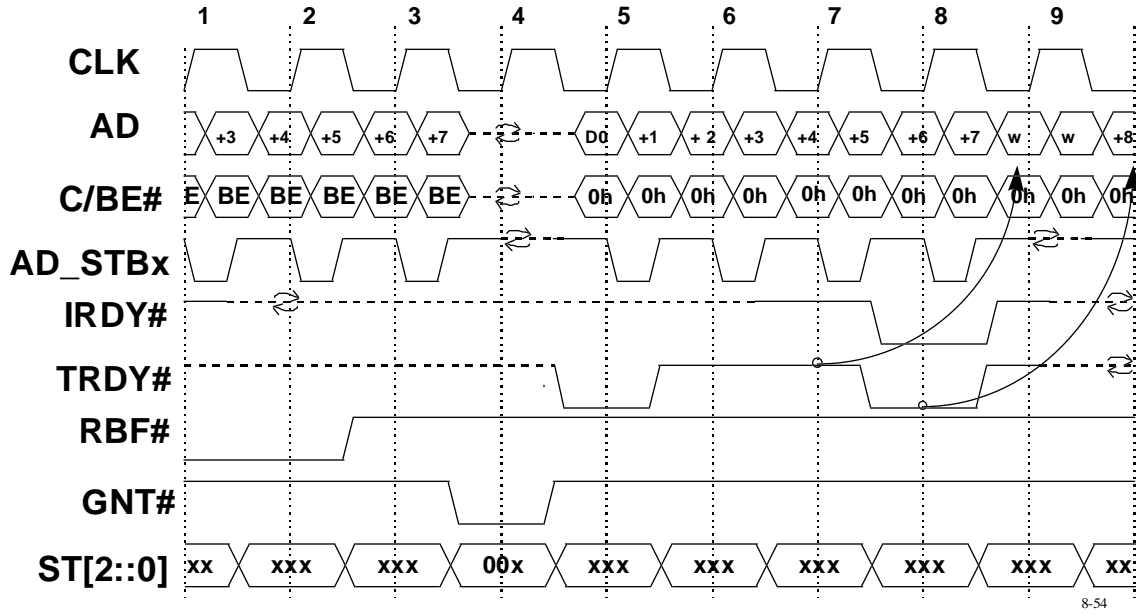 1 2 3 4 5 6 7 8 9
CLK
AD +3 +4 +5 +6 +7 D0 +1 + 2 +3 +4 +5 +6 +7 w w +8
C/BE# E BE BE BE BE BE 0h 0h 0h 0h 0h 0h 0h 0h 0h 0h 0h
AD_STBx
IRDY#
TRDY#
RBF#
GNT#
ST[2::0] xx xxx xxx 00x xxx xxx xxx xxx xxx xx
8-54